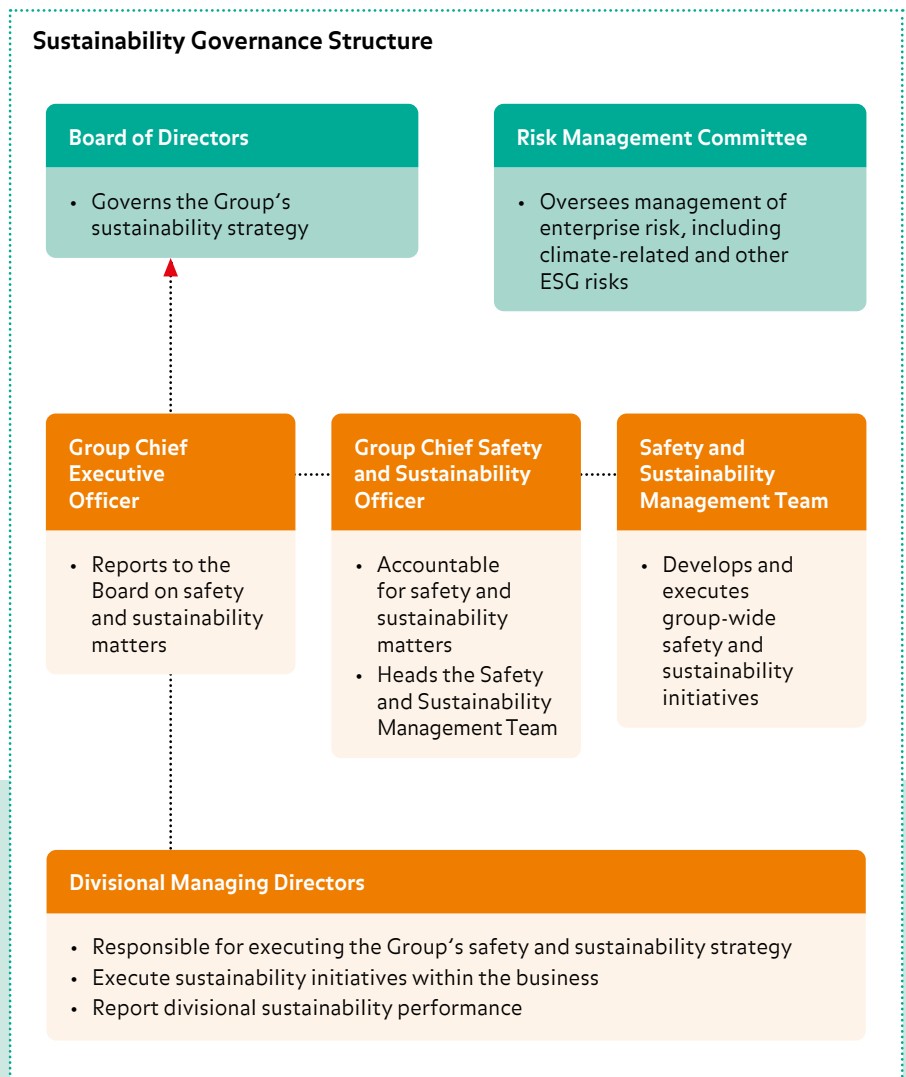 Sustainability Governance Structure
Board of Directors
• Governs the Group's
sustainability strategy
Risk Management Committee
• Oversees management of
enterprise risk, including
climate-related and other
ESG risks
Group Chief
Executive
Officer
• Reports to the
Board on safety
and sustainability
matters
Group Chief Safety
and Sustainability
Officer
• Accountable
for safety and
sustainability
matters
• Heads the Safety
and Sustainability
Management Team
Safety and
Sustainability
Management Team
• Develops and
executes
group-wide
safety and
sustainability
initiatives
Divisional Managing Directors
• Responsible for executing the Group's safety and sustainability strategy
• Execute sustainability initiatives within the business
• Report divisional sustainability performance